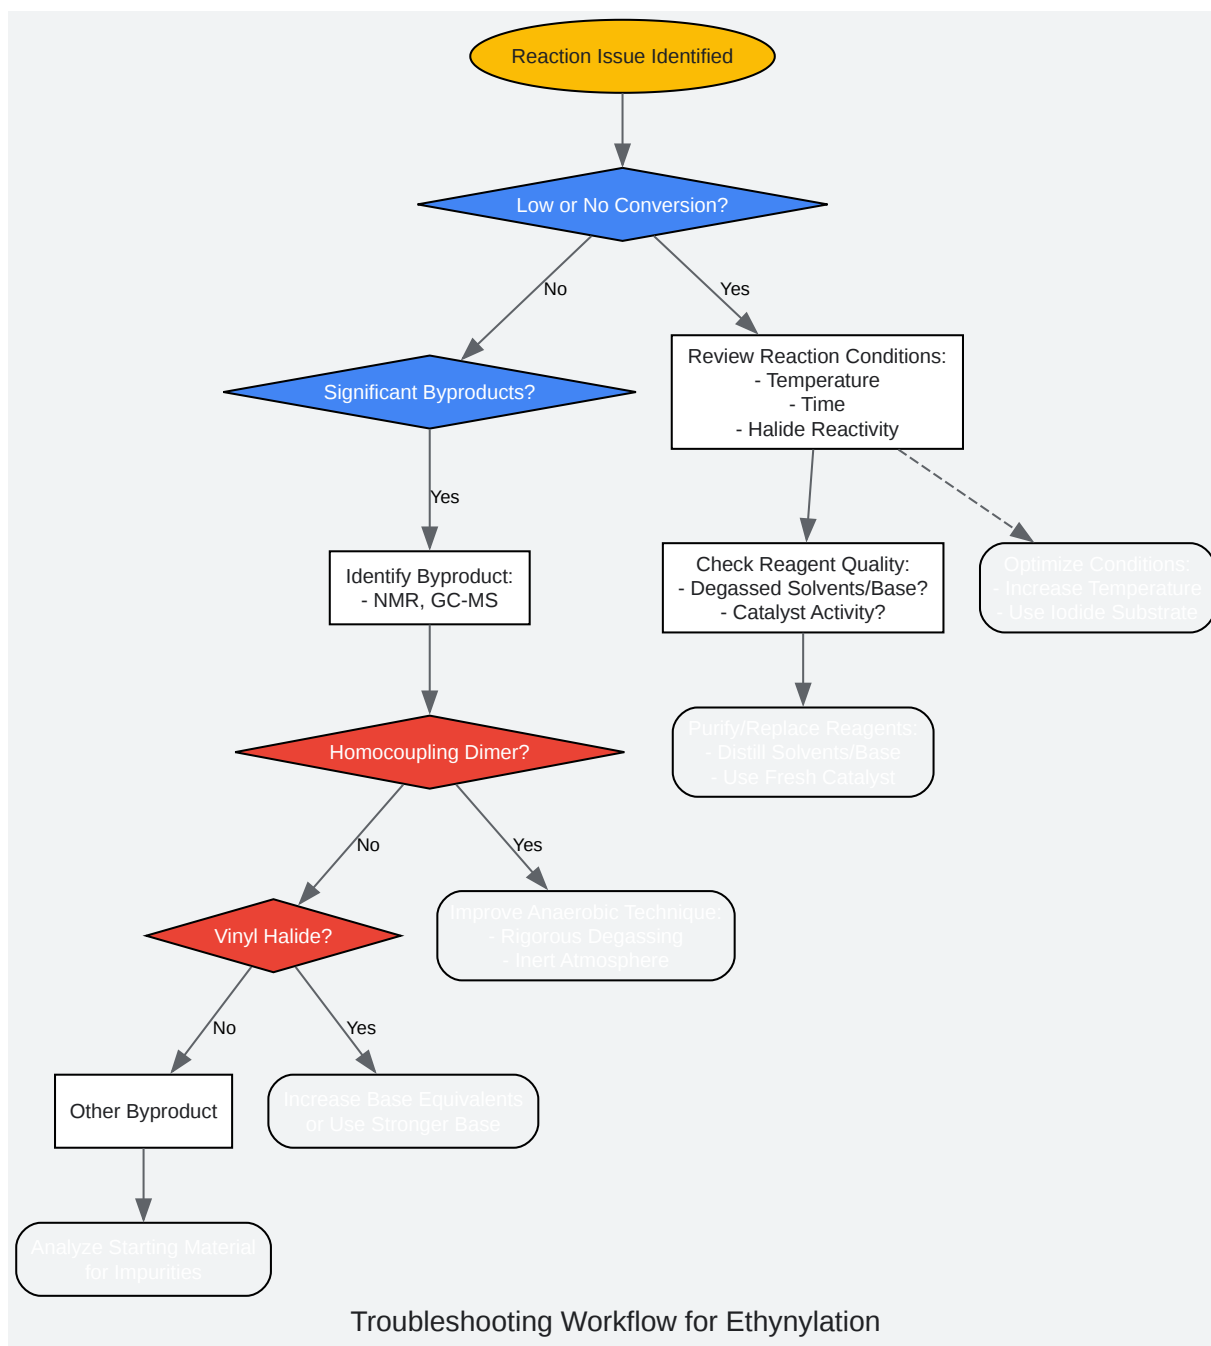 Reaction Issue Identified
Low or No Conversion?
No
Yes
Significant Byproducts?
Review Reaction Conditions:
- Temperature
- Time
- Halide Reactivity
Yes
Identify Byproduct:
- NMR, GC-MS
Check Reagent Quality:
- Degassed Solvents/Base?
- Catalyst Activity?
Optimize Conditions:
- Increase Temperature
- Use Iodide Substrate
Homocoupling Dimer?
Purify/Replace Reagents:
- Distill Solvents/Base
- Use Fresh Catalyst
No
Yes
Vinyl Halide?
Improve Anaerobic Technique:
- Rigorous Degassing
- Inert Atmosphere
No
Yes
Other Byproduct
Increase Base Equivalents
or Use Stronger Base
Analyze Starting Material
for Impurities
Troubleshooting Workflow for Ethynylation